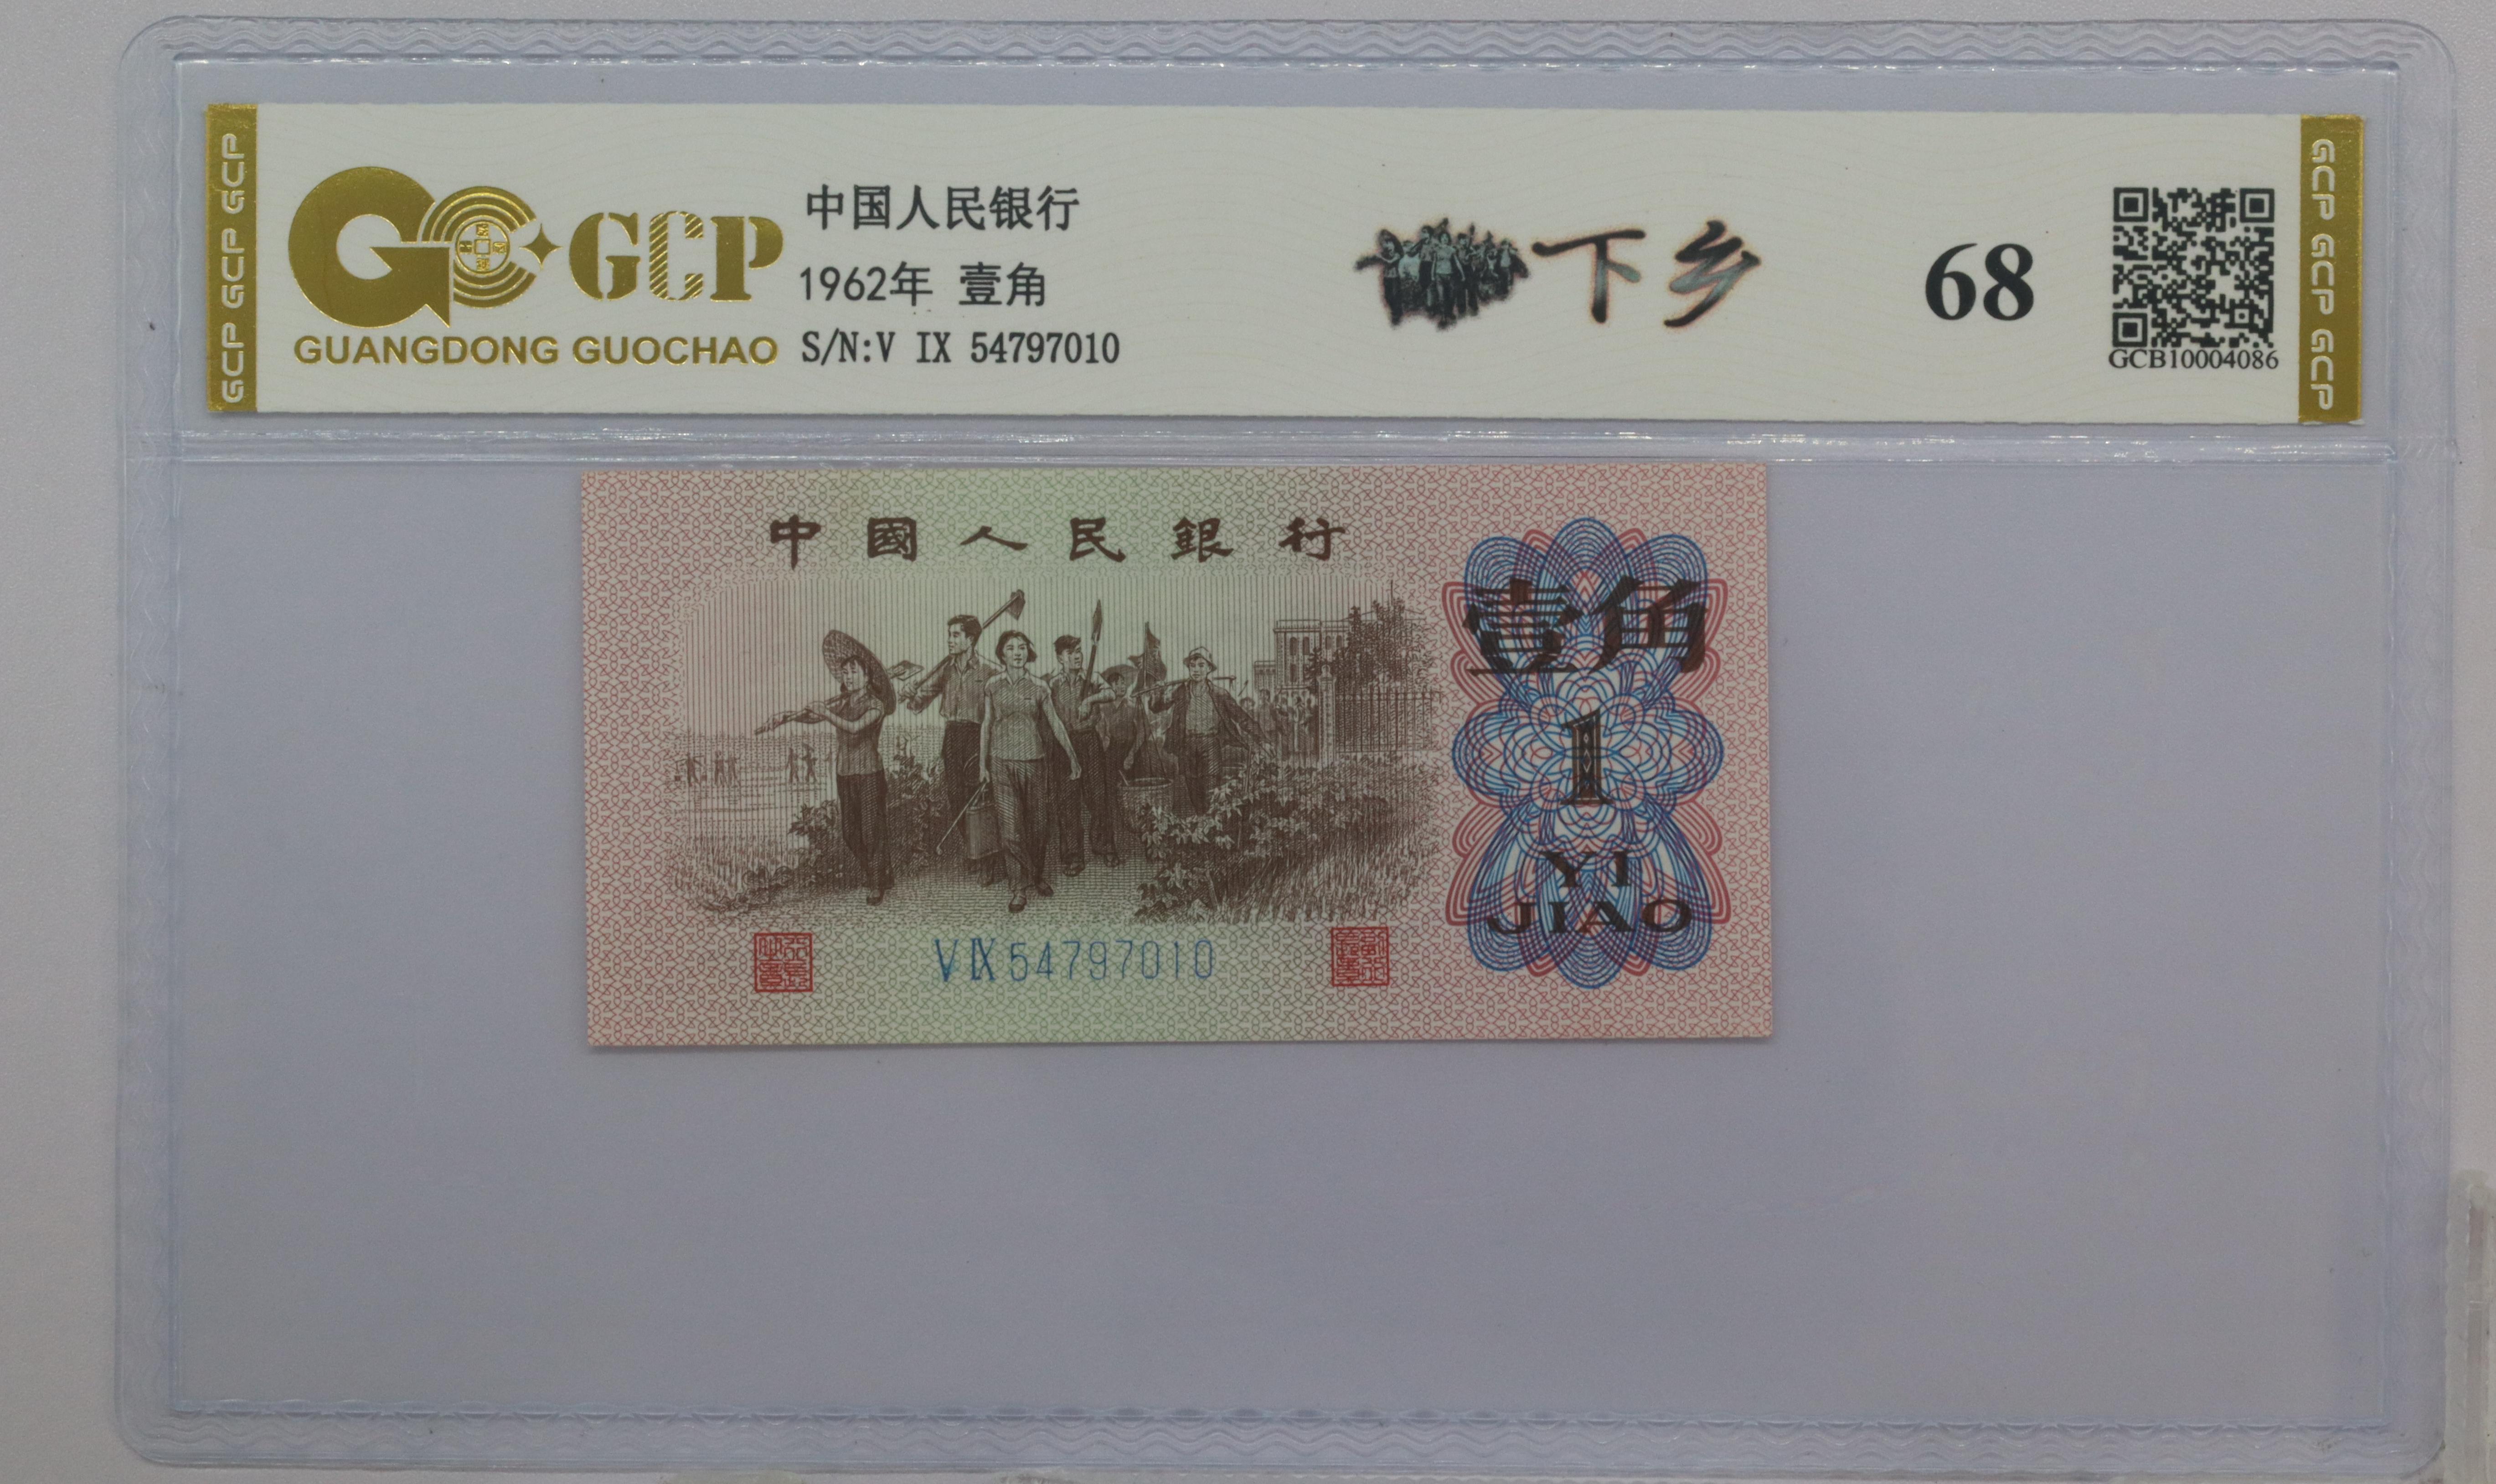 GCP GCP GCP
GCP
GUANGDONG GUOCHAO
中国人民银行
1962年 壹角
S/N:V IX 54797010
下乡
68
GCB10004086
GCP GCP GCP
中國人民銀行
壹角
1
YI
JIAO
V IX 54797010